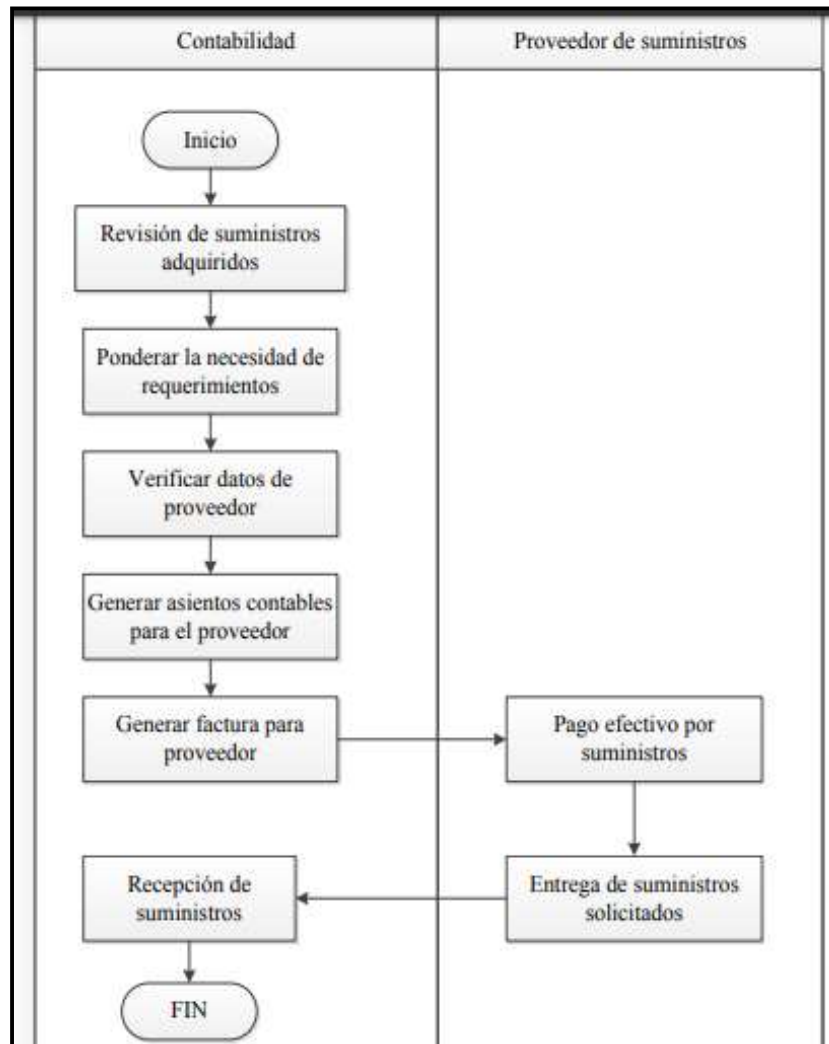 Contabilidad
Proveedor de suministros
Inicio
Revisión de suministros
adquiridos
Ponderar la necesidad de
requerimientos
Verificar datos de
proveedor
Generar asientos contables
para el proveedor
Generar factura para
proveedor
Pago efectivo por
suministros
Entrega de suministros
solicitados
Recepción de
suministros
FIN